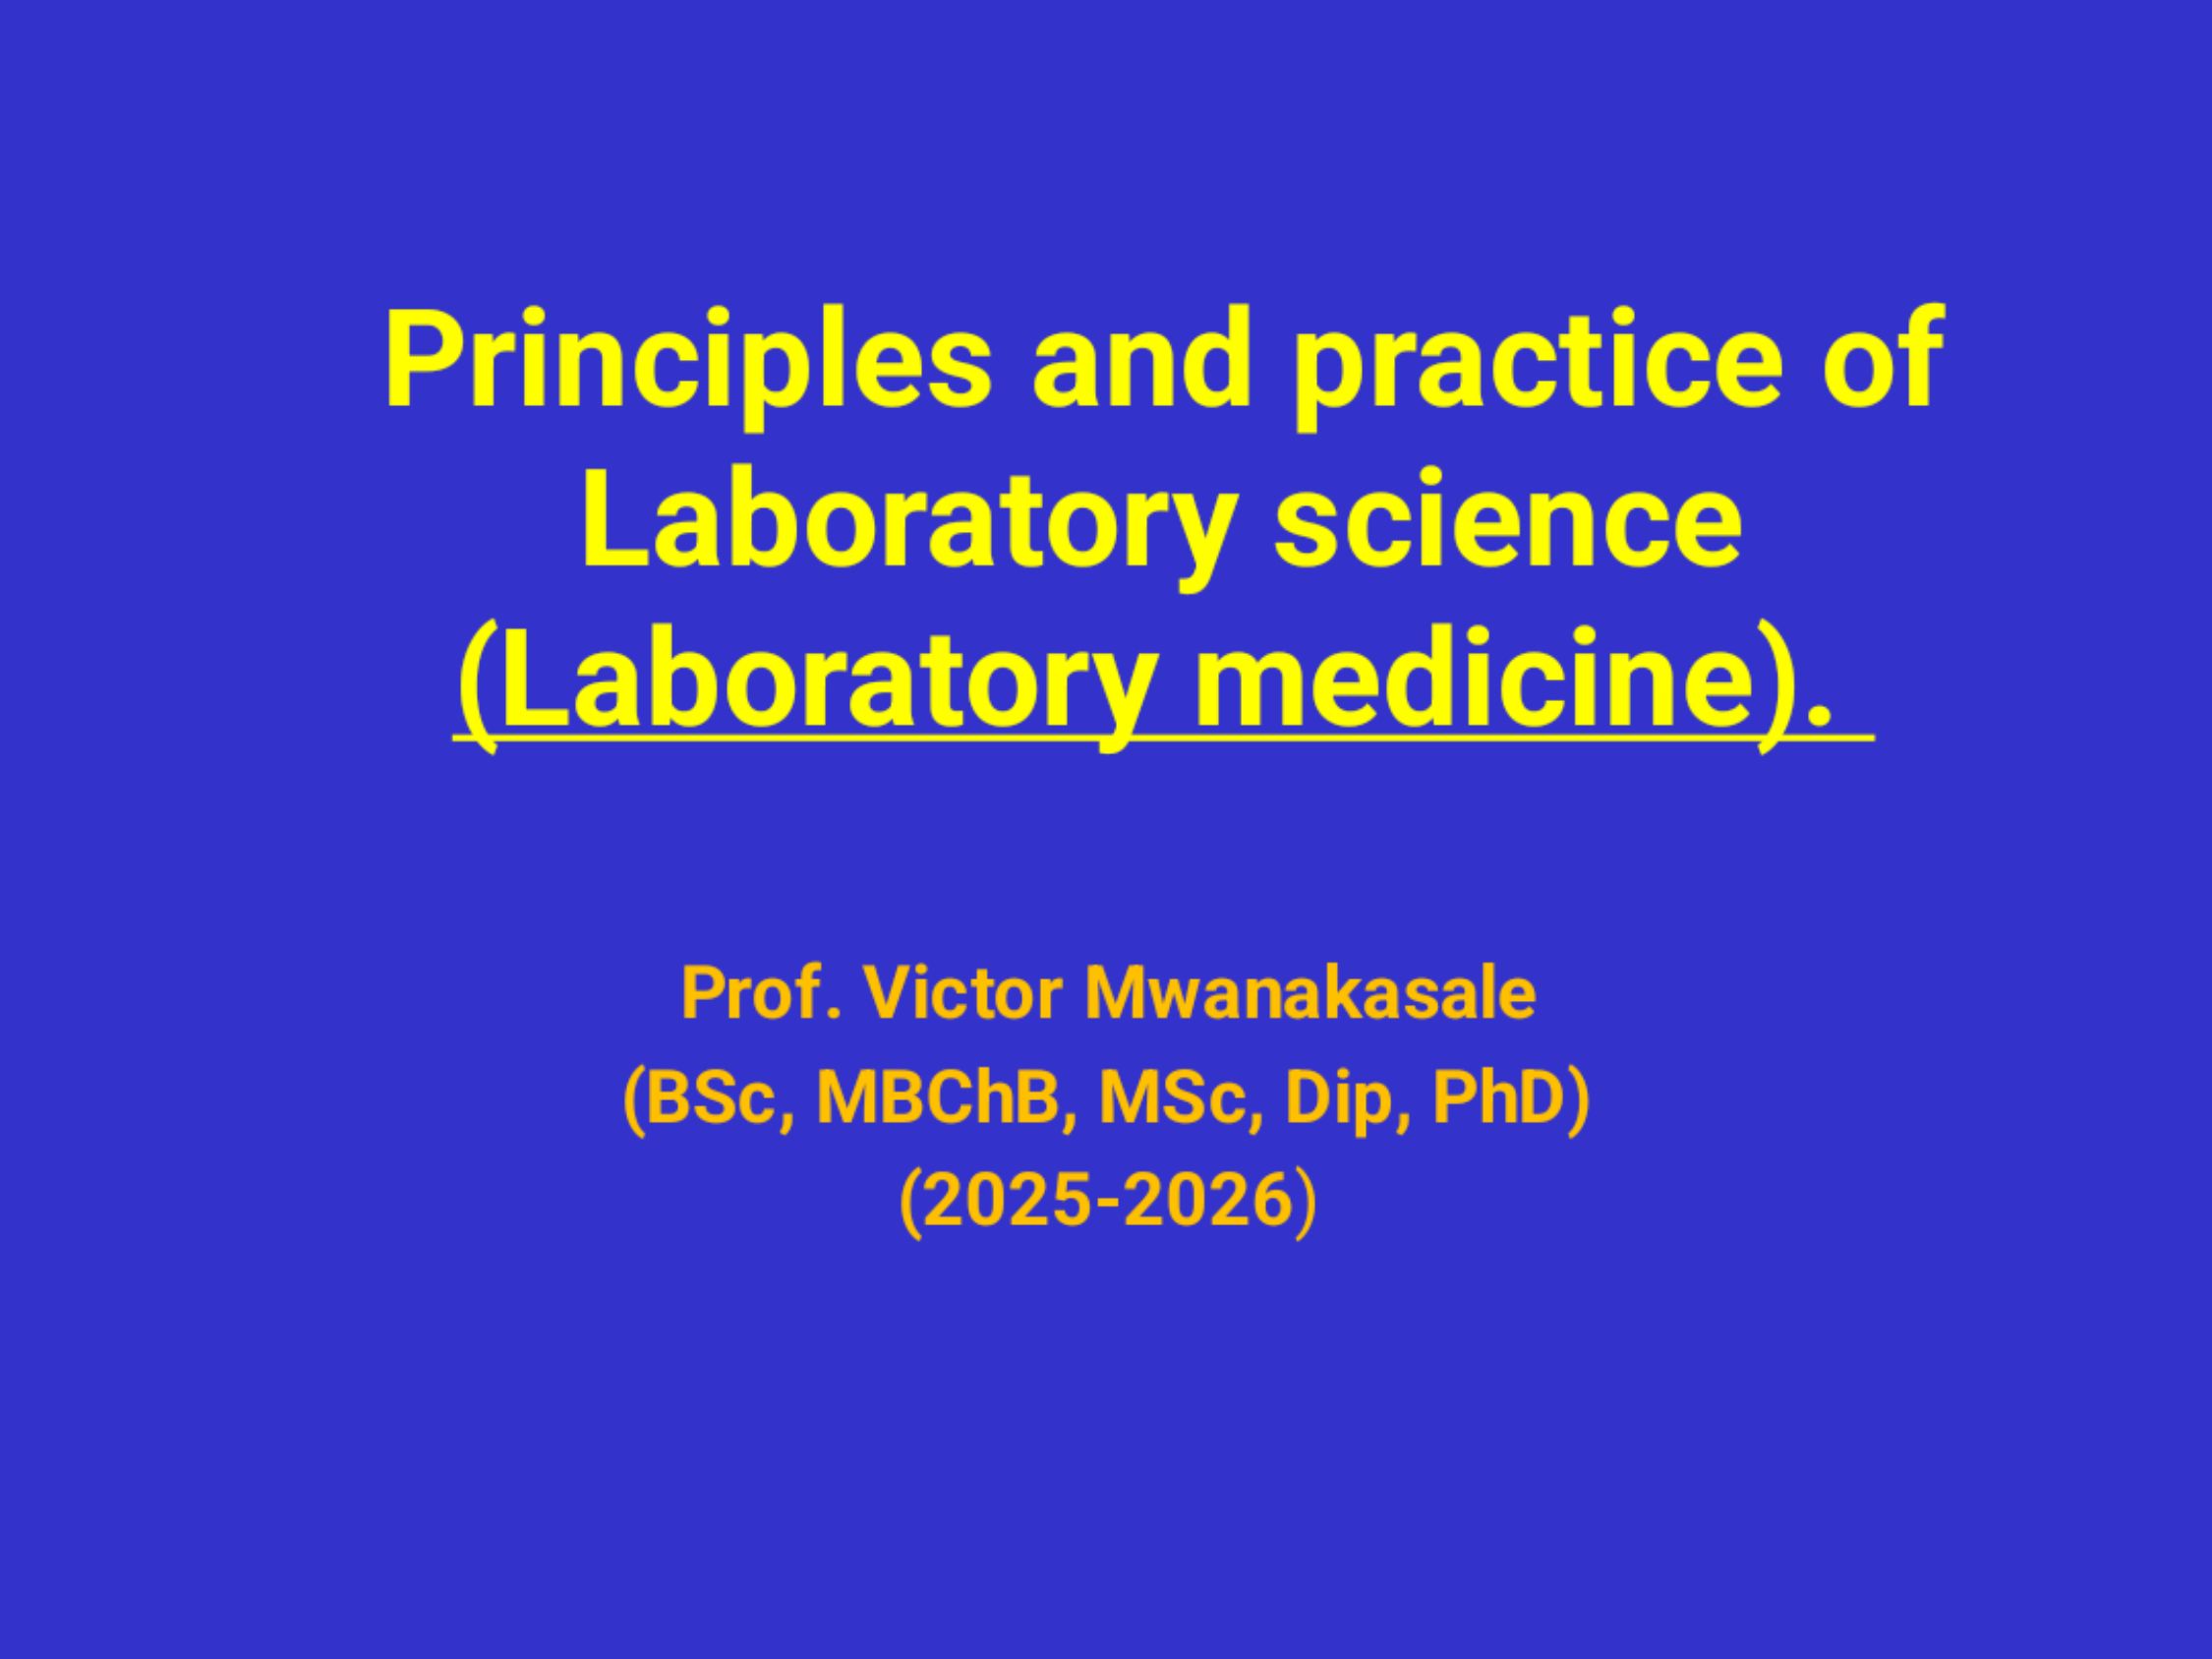 Principles and practice of
Laboratory science
(Laboratory medicine).
Prof. Victor Mwanakasale
(BSc, MBChB, MSc, Dip, PhD)
(2025-2026)